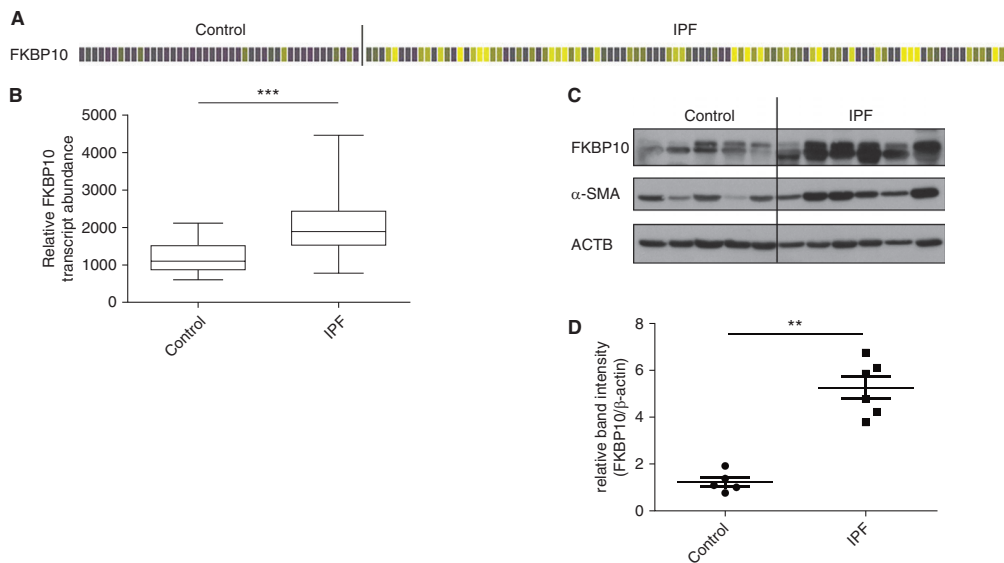 A
Control
IPF
FKBP10
B
***
Relative FKBP10
transcript abundance
5000
4000
3000
2000
1000
0
Control
IPF
C
Control
IPF
FKBP10
α-SMA
ACTB
D
**
relative band intensity
(FKBP10/β-actin)
8
6
4
2
0
Control
IPF